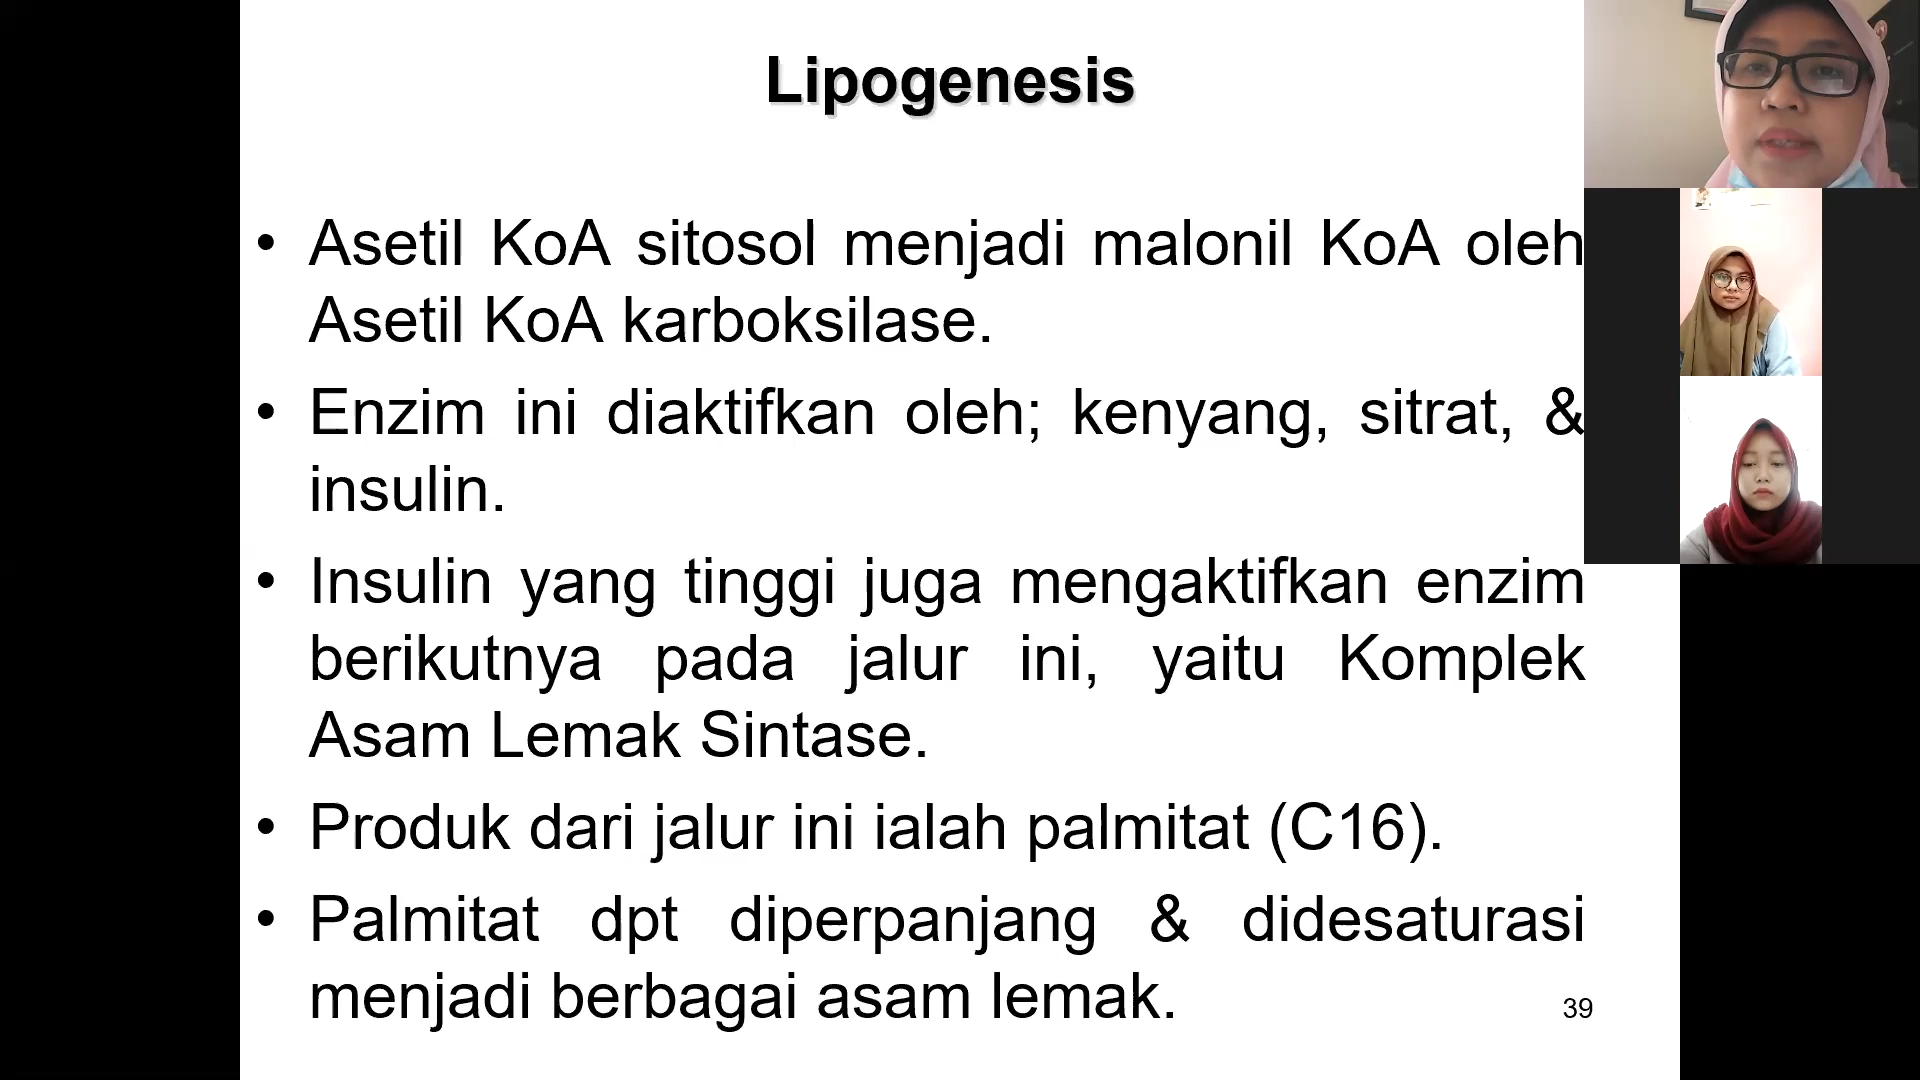 Lipogenesis
• Asetil KoA sitosol menjadi malonil KoA oleh
Asetil KoA karboksilase.
• Enzim ini diaktifkan oleh; kenyang, sitrat, &
insulin.
• Insulin yang tinggi juga mengaktifkan enzim
berikutnya pada jalur ini, yaitu Komplek
Asam Lemak Sintase.
• Produk dari jalur ini ialah palmitat (C16).
• Palmitat dpt diperpanjang & didesaturasi
menjadi berbagai asam lemak.
39